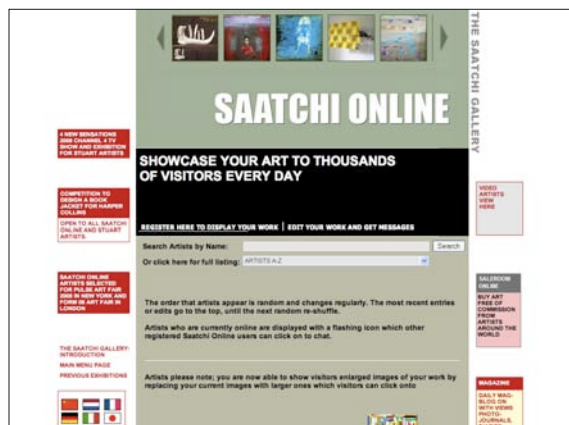 SAATCHI ONLINE
THE SAATCHI GALLERY
4 NEW SENSATIONS
2008 CHANNEL 4 TV
SHOW AND EXHIBITION
FOR STUART ARTISTS
COMPETITION TO
DESIGN A BOOK
JACKET FOR HARPER
COLLINS
OPEN TO ALL SAATCHI
ONLINE AND STUART
ARTISTS.
SAATCHI ONLINE
ARTISTS SELECTED
FOR PULSE ART FAIR
2008 IN NEW YORK AND
FORM IN ART FAIR IN
LONDON
THE SAATCHI GALLERY:
INTRODUCTION
MAIN MENU PAGE
PREVIOUS EXHIBITIONS
SHOWCASE YOUR ART TO THOUSANDS
OF VISITORS EVERY DAY
REGISTER HERE TO DISPLAY YOUR WORK | EDIT YOUR WORK AND GET MESSAGES
Search Artists by Name: Search
Or click here for full listing: ARTISTS A-Z
The order that artists appear is random and changes regularly. The most recent entries
or edits go to the top, until the next random re-shuffle.
Artists who are currently online are displayed with a flashing icon which other
registered Saatchi Online users can click on to chat.
Artists please note; you are now able to show visitors enlarged images of your work by
replacing your current images with larger ones which visitors can click onto
VIDEO
ARTISTS
VIEW
HERE
SALEROOM
ONLINE
BUY ART
FREE OF
COMMISSION
FROM
ARTISTS
AROUND THE
WORLD
MAGAZINE
DAILY MAG-
BLOG ON
WITH VIEWS
PHOTO-
JOURNALS,